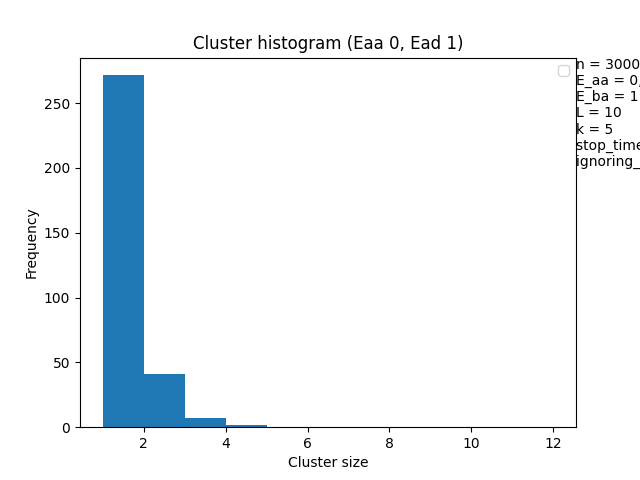 Cluster histogram (Eaa 0, Ead 1)
n = 3000
E_aa = 0,
E_ba = 1
L = 10
k = 5
stop_time
ignoring_
Frequency
250
200
150
100
50
0
2
4
6
8
10
12
Cluster size